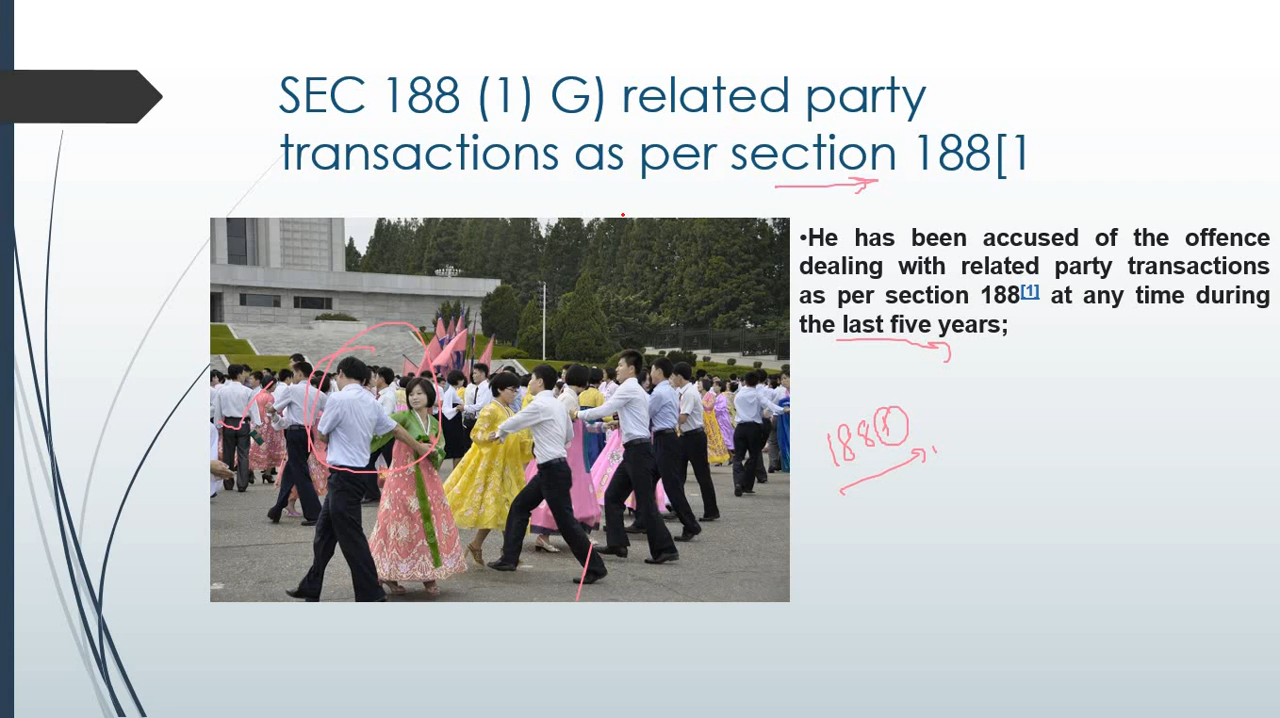 SEC 188 (1) G) related party
transactions as per section 188[1
•He has been accused of the offence
dealing with related party transactions
as per section 188[1] at any time during
the last five years;
188